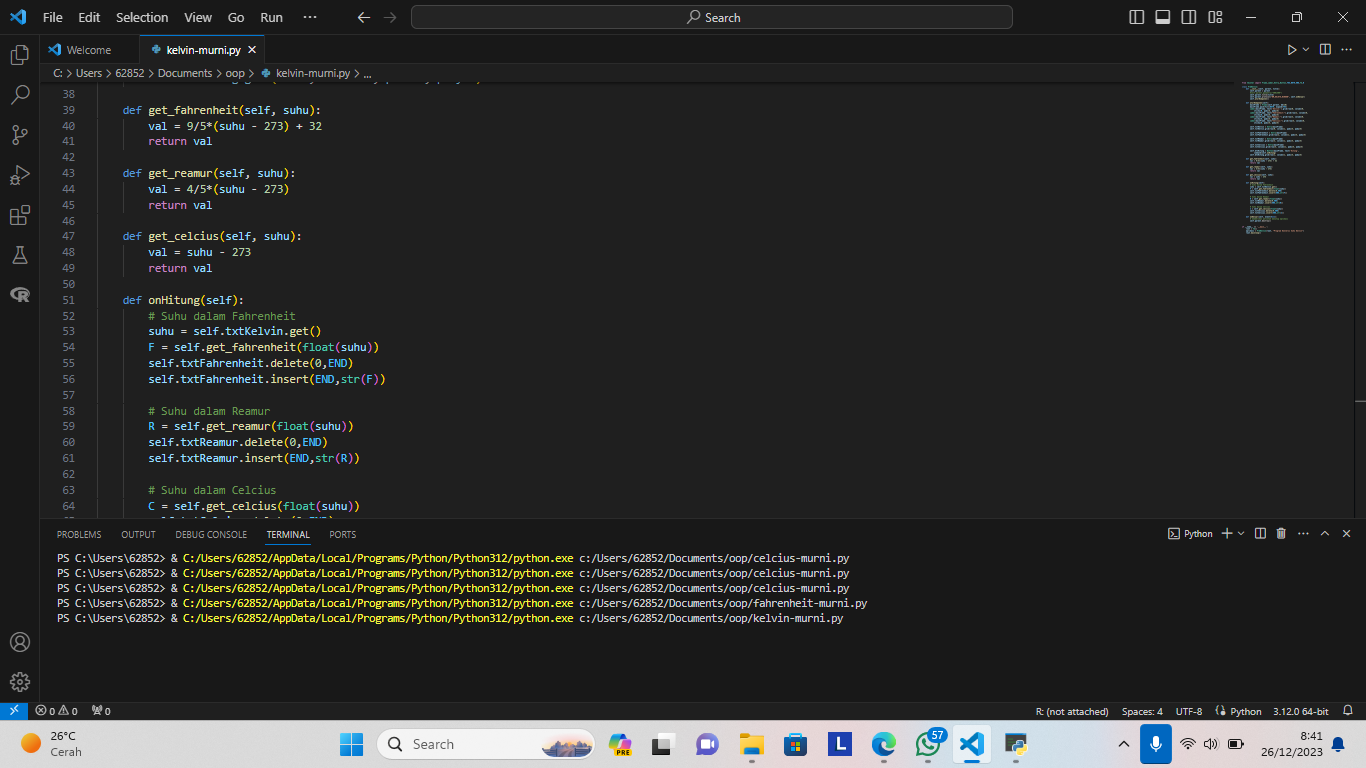 File Edit Selection View Go Run ··· Search
Welcome kelvin-murni.py
C: > Users > 62852 > Documents > oop > kelvin-murni.py > ...
38
39 def get_fahrenheit(self, suhu):
40 val = 9/5*(suhu - 273) + 32
41 return val
42
43 def get_reamur(self, suhu):
44 val = 4/5*(suhu - 273)
45 return val
46
47 def get_celcius(self, suhu):
48 val = suhu - 273
49 return val
50
51 def onHitung(self):
52 # Suhu dalam Fahrenheit
53 suhu = self.txtKelvin.get()
54 F = self.get_fahrenheit(float(suhu))
55 self.txtFahrenheit.delete(0,END)
56 self.txtFahrenheit.insert(END,str(F))
57
58 # Suhu dalam Reamur
59 R = self.get_reamur(float(suhu))
60 self.txtReamur.delete(0,END)
61 self.txtReamur.insert(END,str(R))
62
63 # Suhu dalam Celcius
64 C = self.get_celcius(float(suhu))
PROBLEMS OUTPUT DEBUG CONSOLE TERMINAL PORTS Python
PS C:\Users\62852> & C:/Users/62852/AppData/Local/Programs/Python/Python312/python.exe c:/Users/62852/Documents/oop/celcius-murni.py
PS C:\Users\62852> & C:/Users/62852/AppData/Local/Programs/Python/Python312/python.exe c:/Users/62852/Documents/oop/celcius-murni.py
PS C:\Users\62852> & C:/Users/62852/AppData/Local/Programs/Python/Python312/python.exe c:/Users/62852/Documents/oop/celcius-murni.py
PS C:\Users\62852> & C:/Users/62852/AppData/Local/Programs/Python/Python312/python.exe c:/Users/62852/Documents/oop/fahrenheit-murni.py
PS C:\Users\62852> & C:/Users/62852/AppData/Local/Programs/Python/Python312/python.exe c:/Users/62852/Documents/oop/kelvin-murni.py
0 0 0 R: (not attached) Spaces: 4 UTF-8 Python 3.12.0 64-bit
26°C
Cerah
Search
PRE
L
57
8:41
26/12/2023